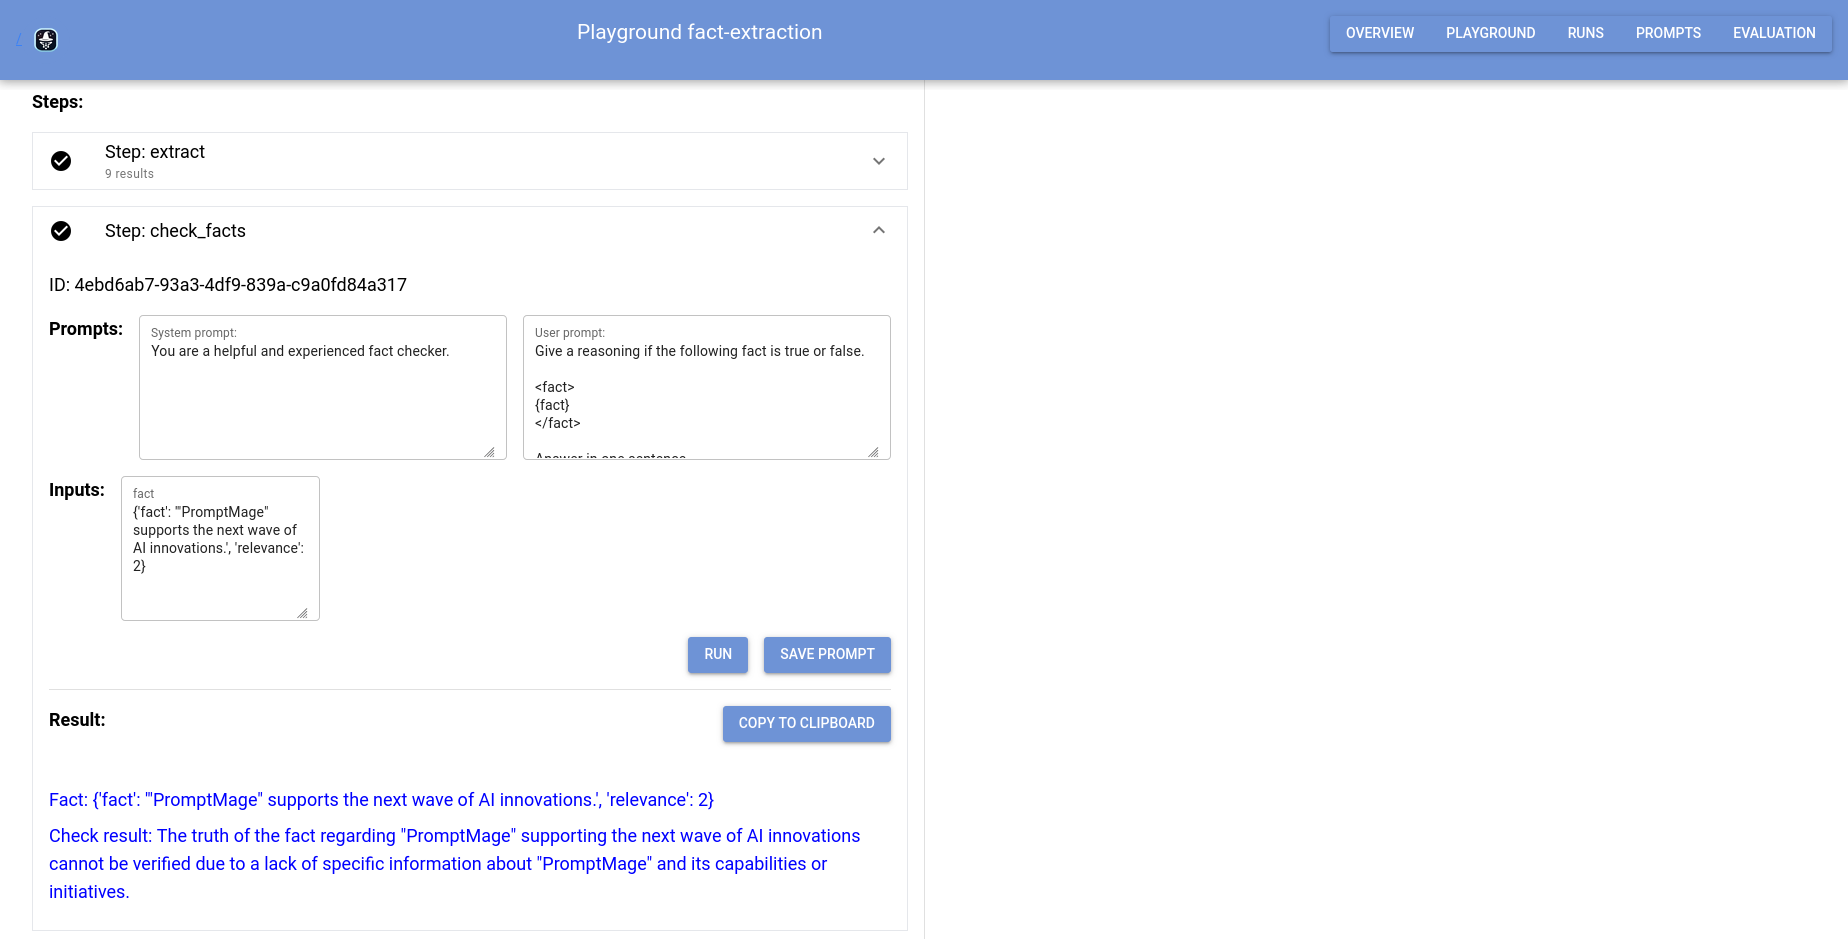 Playground fact-extraction
OVERVIEW PLAYGROUND RUNS PROMPTS EVALUATION
Steps:
Step: extract
9 results
Step: check_facts
ID: 4ebd6ab7-93a3-4df9-839a-c9a0fd84a317
Prompts:
System prompt:
You are a helpful and experienced fact checker.
User prompt:
Give a reasoning if the following fact is true or false.
<fact>
{fact}
</fact>
Answer in one sentence
Inputs:
fact
{'fact': '"PromptMage"
supports the next wave of
AI innovations.', 'relevance':
2}
RUN SAVE PROMPT
Result:
COPY TO CLIPBOARD
Fact: {'fact': '"PromptMage" supports the next wave of AI innovations.', 'relevance': 2}
Check result: The truth of the fact regarding "PromptMage" supporting the next wave of AI innovations
cannot be verified due to a lack of specific information about "PromptMage" and its capabilities or
initiatives.